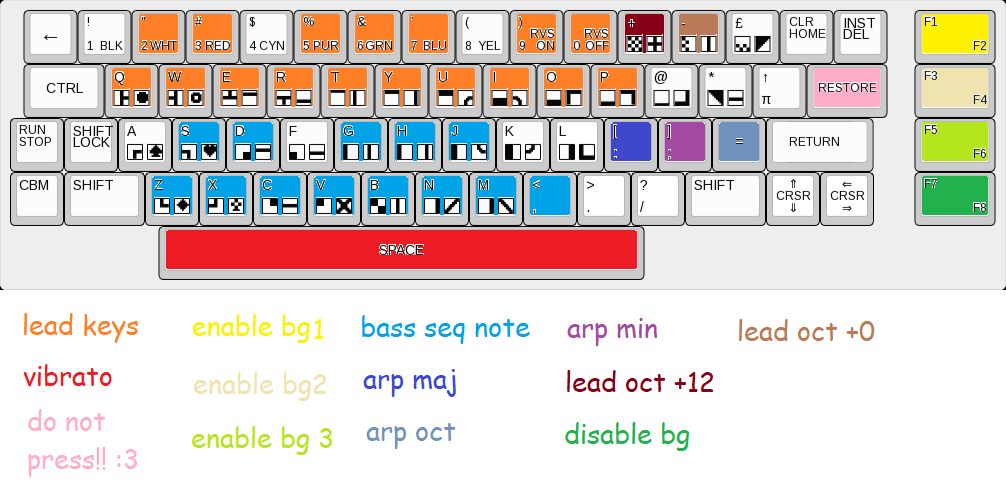 ← ! 1 BLK " 2 WHT # 3 RED $ 4 CYN % 5 PUR & 6 GRN ' 7 BLU ( 8 YEL ) 9 RVS ON 0 RVS OFF + - £ CLR HOME INST DEL F1 F2
CTRL Q W E R T Y U I O P @ * ↑ π RESTORE F3 F4
RUN STOP SHIFT LOCK A S D F G H J K L [ : ] ; = RETURN F5 F6
CBM SHIFT Z X C V B N M < , > . ? / SHIFT ⇑ CRSR ⇓ ⇐ CRSR ⇒ F7 F8
SPACE
lead keys enable bg1 bass seq note arp min lead oct +0
vibrato enable bg2 arp maj lead oct +12
do not
press!! :3 enable bg 3 arp oct disable bg